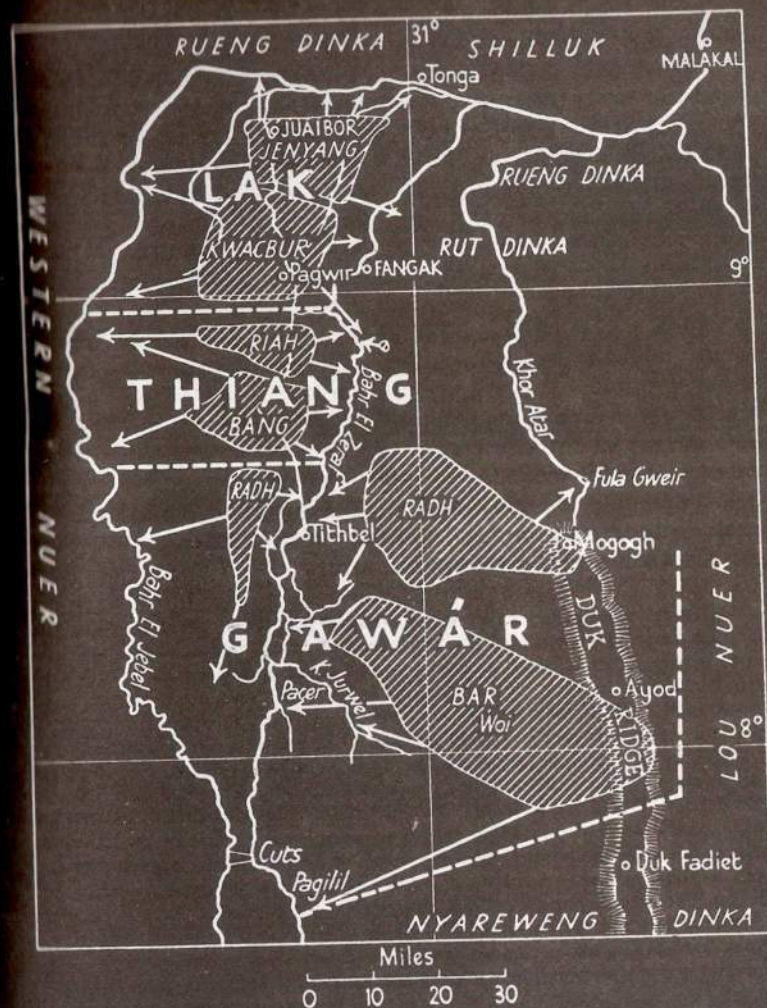 RUENG DINKA
31°
SHILLUK
MALAKAL
Tonga
JUAIBOR
JENYANG
LAK
RUENG DINKA
KWACBUR
RUT DINKA
Pagwir
FANGAK
9°
WESTERN NUER
RIAH
THIANG
BANG
Bahr El Zeraf
Khor Atar
RADH
RADH
Fula Gweir
Tithbel
Mogogh
Bahr El Jebel
DUK RIDGE
LOU NUER
GAWÁR
K. Jurwel
Ayod
Paçer
BAR
Woi
8°
Cuts
Duk Fadiet
Pagilil
NYAREWENG DINKA
Miles
0 10 20 30